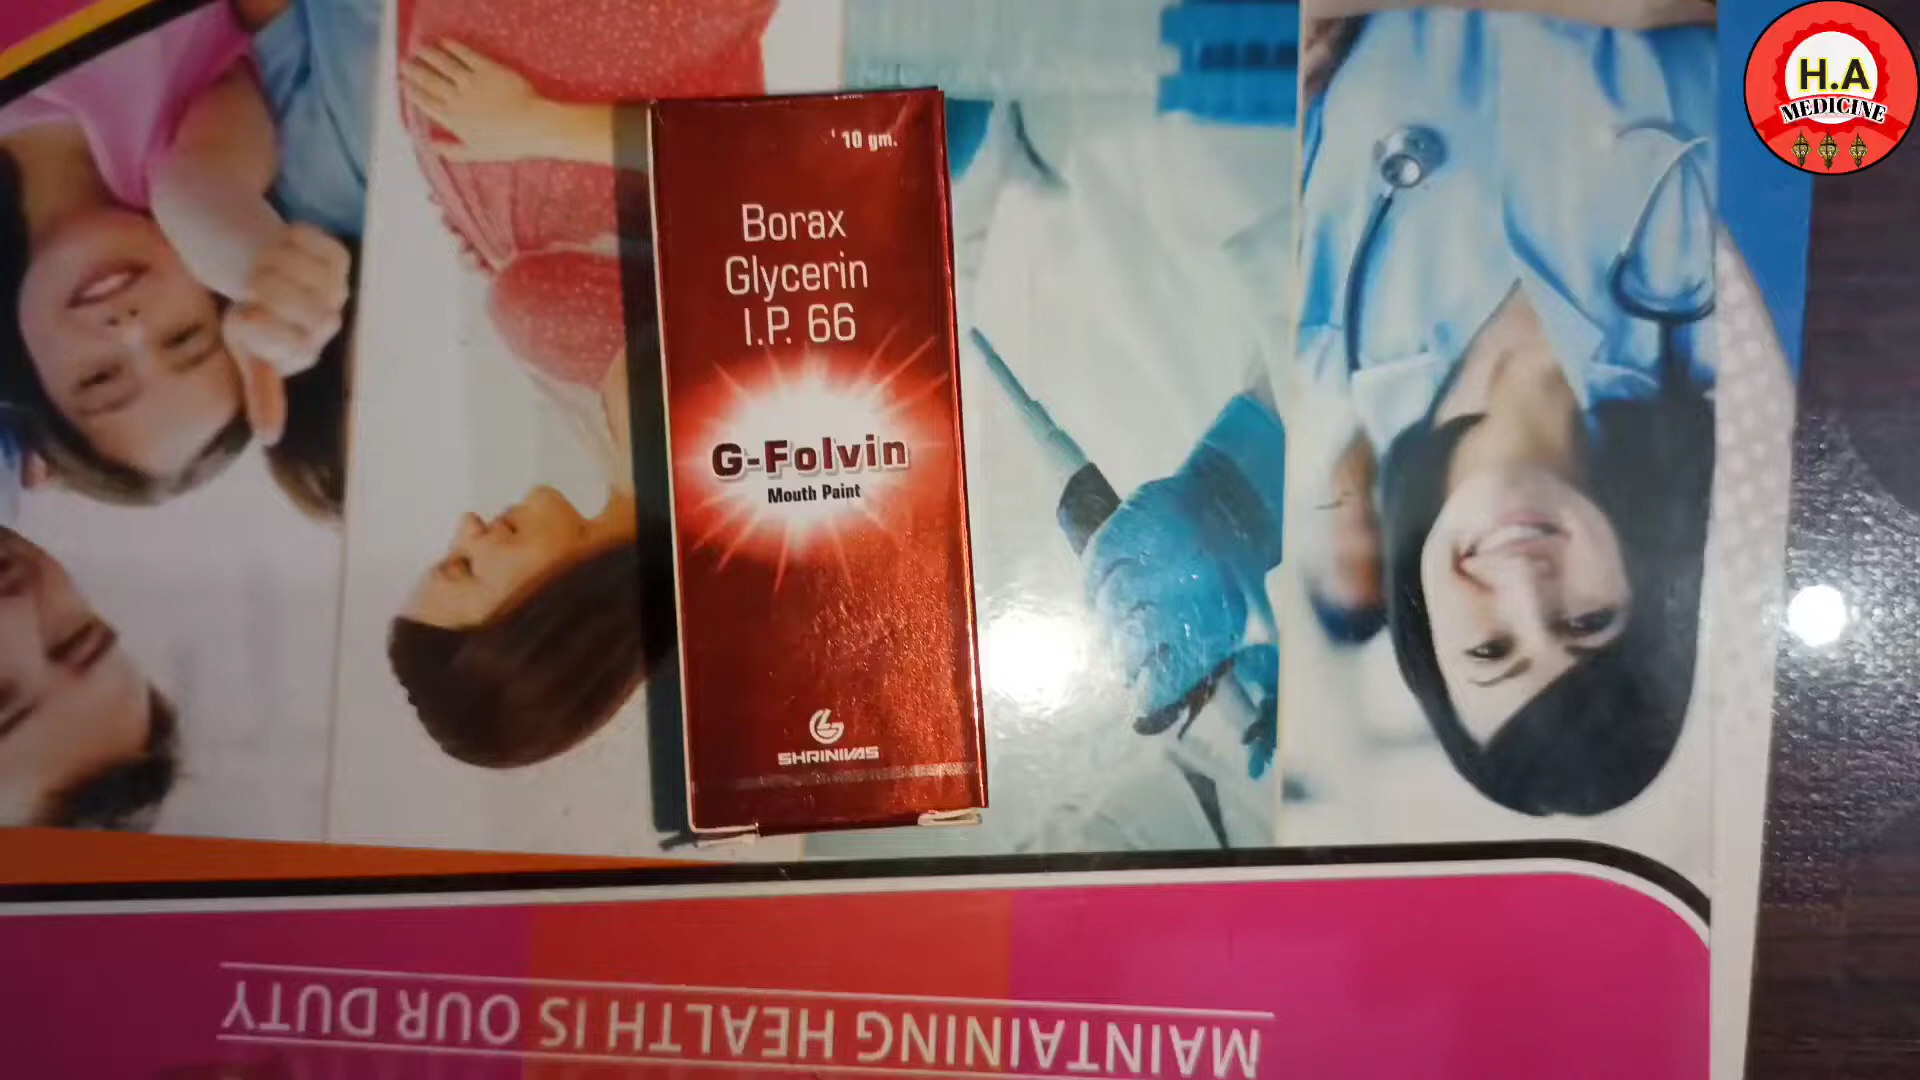 H.A
MEDICINE
10 gm.
Borax
Glycerin
I.P. 66
G-Folvin
Mouth Paint
SHRINIVAS
MAINTAINING HEALTH IS OUR DUTY